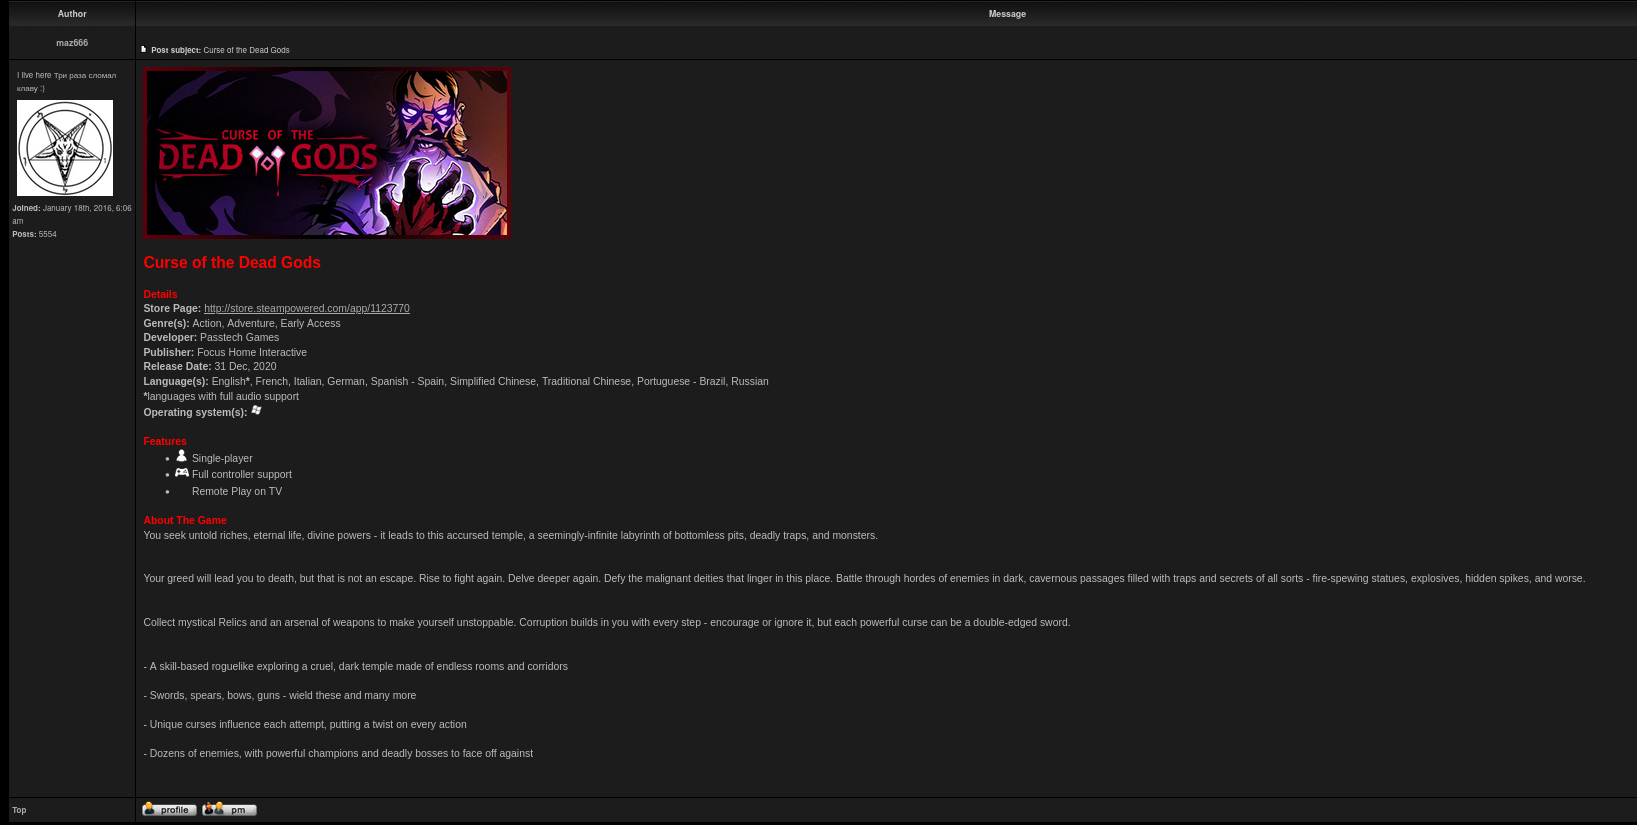 Author
Message
maz666
Post subject: Curse of the Dead Gods
I live here Три раза сломал
клаву :)
CURSE OF THE
DEAD GODS
Joined: January 18th, 2016, 6:06
am
Posts: 5554
Curse of the Dead Gods
Details
Store Page: http://store.steampowered.com/app/1123770
Genre(s): Action, Adventure, Early Access
Developer: Passtech Games
Publisher: Focus Home Interactive
Release Date: 31 Dec, 2020
Language(s): English*, French, Italian, German, Spanish - Spain, Simplified Chinese, Traditional Chinese, Portuguese - Brazil, Russian
*languages with full audio support
Operating system(s):
Features
• Single-player
• Full controller support
• Remote Play on TV
About The Game
You seek untold riches, eternal life, divine powers - it leads to this accursed temple, a seemingly-infinite labyrinth of bottomless pits, deadly traps, and monsters.
Your greed will lead you to death, but that is not an escape. Rise to fight again. Delve deeper again. Defy the malignant deities that linger in this place. Battle through hordes of enemies in dark, cavernous passages filled with traps and secrets of all sorts - fire-spewing statues, explosives, hidden spikes, and worse.
Collect mystical Relics and an arsenal of weapons to make yourself unstoppable. Corruption builds in you with every step - encourage or ignore it, but each powerful curse can be a double-edged sword.
- A skill-based roguelike exploring a cruel, dark temple made of endless rooms and corridors
- Swords, spears, bows, guns - wield these and many more
- Unique curses influence each attempt, putting a twist on every action
- Dozens of enemies, with powerful champions and deadly bosses to face off against
Top
profile
pm